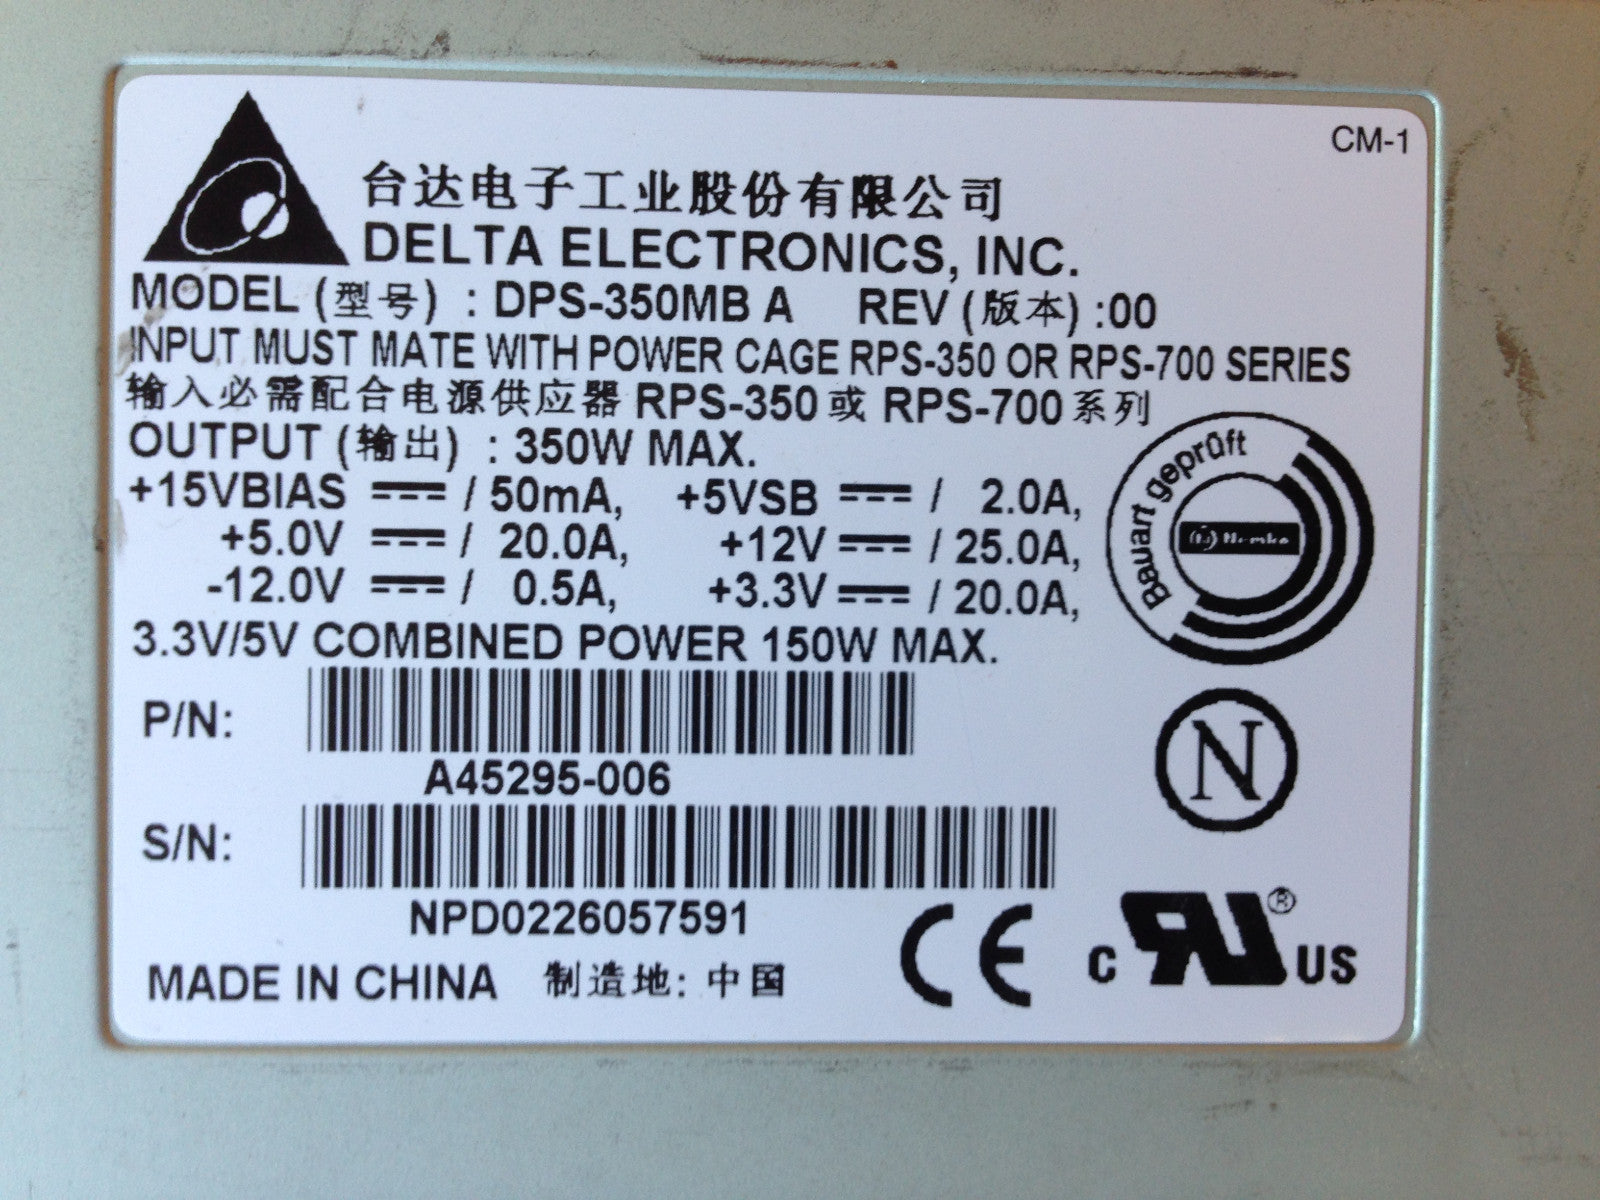 CM-1
台达电子工业股份有限公司
DELTA ELECTRONICS, INC.
MODEL (型号) : DPS-350MB A REV (版本) :00
INPUT MUST MATE WITH POWER CAGE RPS-350 OR RPS-700 SERIES
输入必需配合电源供应器 RPS-350 或 RPS-700 系列
OUTPUT (输出) : 350W MAX.
+15VBIAS ⎓ / 50mA, +5VSB ⎓ / 2.0A,
+5.0V ⎓ / 20.0A, +12V ⎓ / 25.0A,
-12.0V ⎓ / 0.5A, +3.3V ⎓ / 20.0A,
3.3V/5V COMBINED POWER 150W MAX.
Bauart geprüft
Nemko
P/N:
A45295-006
N
S/N:
NPD0226057591
MADE IN CHINA 制造地: 中国
CE
c UL® US